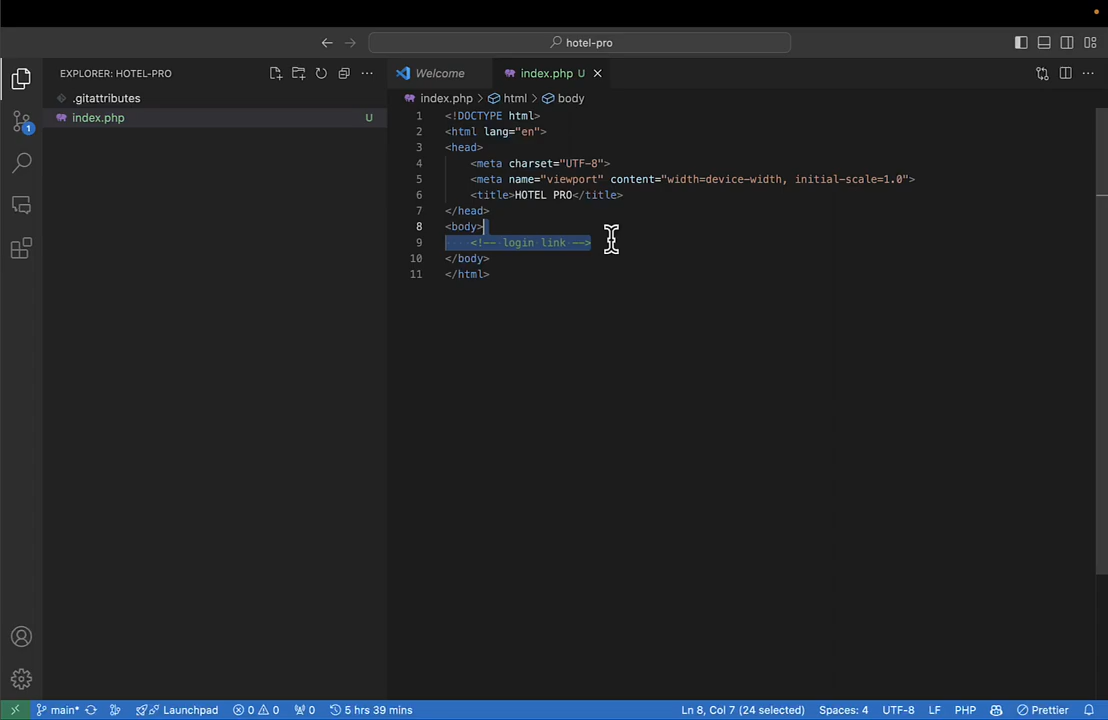 hotel-pro
EXPLORER: HOTEL-PRO
.gitattributes
index.php U
1
Welcome
index.php U
index.php > html > body
1 <!DOCTYPE html>
2 <html lang="en">
3 <head>
4 <meta charset="UTF-8">
5 <meta name="viewport" content="width=device-width, initial-scale=1.0">
6 <title>HOTEL PRO</title>
7 </head>
8 <body>
9 <!-- login link -->
10 </body>
11 </html>
main* Launchpad 0 0 0 5 hrs 39 mins Ln 8, Col 7 (24 selected) Spaces: 4 UTF-8 LF PHP Prettier